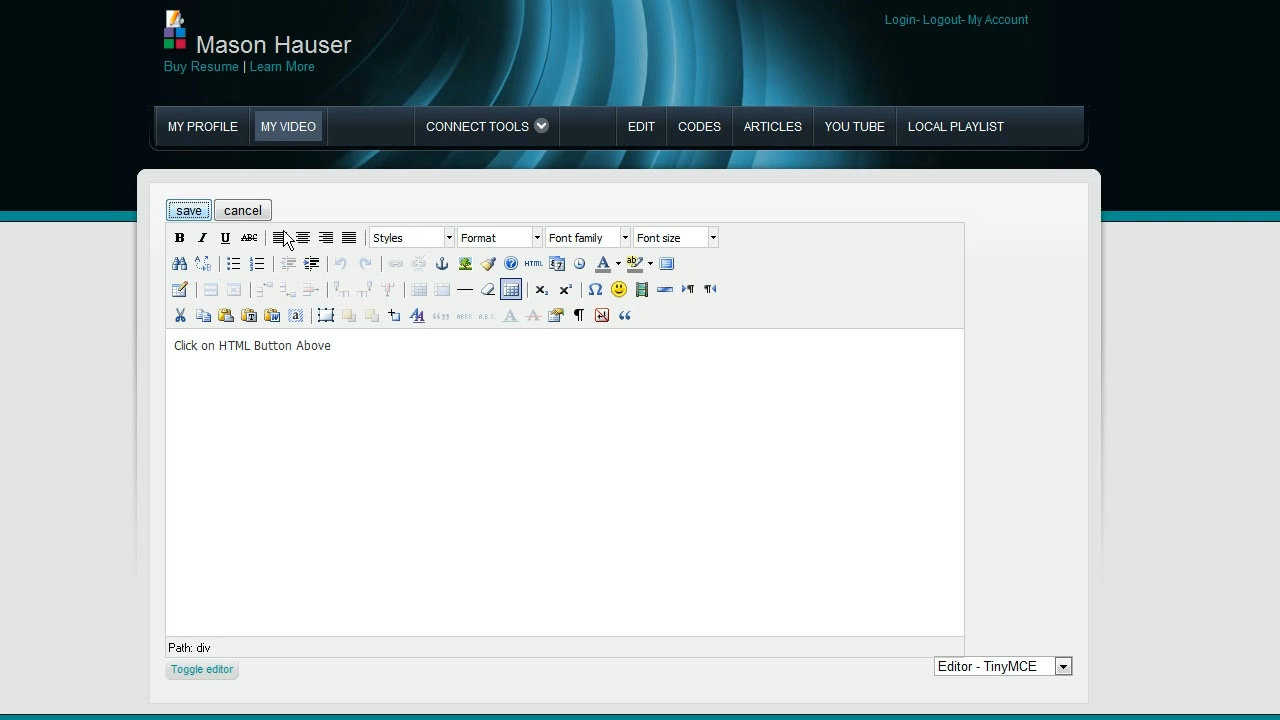 Login- Logout- My Account
Mason Hauser
Buy Resume | Learn More
MY PROFILE MY VIDEO CONNECT TOOLS EDIT CODES ARTICLES YOU TUBE LOCAL PLAYLIST
save cancel
B I U ABC Styles Format Font family Font size
HTML
Click on HTML Button Above
Path: div
Toggle editor
Editor - TinyMCE